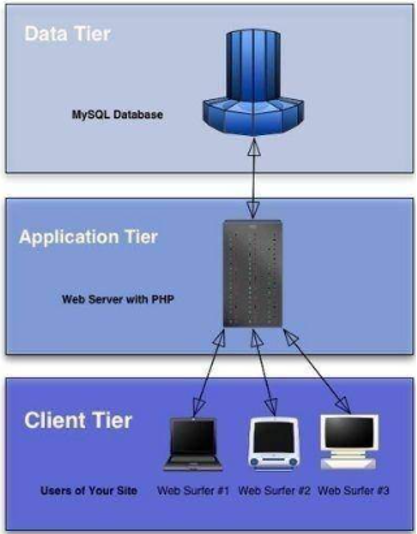 Data Tier
MySQL Database
Application Tier
Web Server with PHP
Client Tier
Users of Your Site
Web Surfer #1
Web Surfer #2
Web Surfer #3